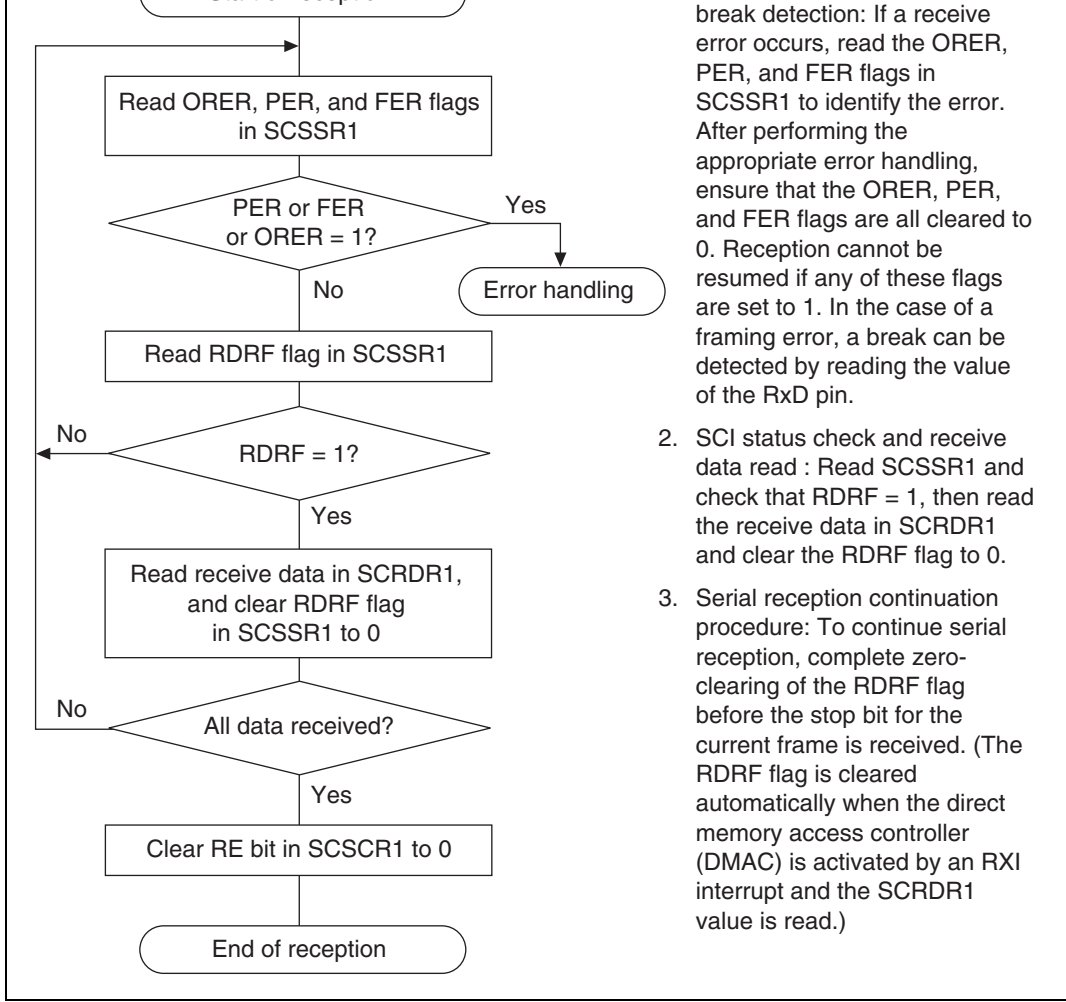 break detection: If a receive
error occurs, read the ORER,
PER, and FER flags in
SCSSR1 to identify the error.
After performing the
appropriate error handling,
ensure that the ORER, PER,
and FER flags are all cleared to
0. Reception cannot be
resumed if any of these flags
are set to 1. In the case of a
framing error, a break can be
detected by reading the value
of the RxD pin.
2. SCI status check and receive
data read : Read SCSSR1 and
check that RDRF = 1, then read
the receive data in SCRDR1
and clear the RDRF flag to 0.
3. Serial reception continuation
procedure: To continue serial
reception, complete zero-
clearing of the RDRF flag
before the stop bit for the
current frame is received. (The
RDRF flag is cleared
automatically when the direct
memory access controller
(DMAC) is activated by an RXI
interrupt and the SCRDR1
value is read.)
Read ORER, PER, and FER flags
in SCSSR1
PER or FER
or ORER = 1?
Yes
Error handling
No
Read RDRF flag in SCSSR1
No
RDRF = 1?
Yes
Read receive data in SCRDR1,
and clear RDRF flag
in SCSSR1 to 0
No
All data received?
Yes
Clear RE bit in SCSCR1 to 0
End of reception